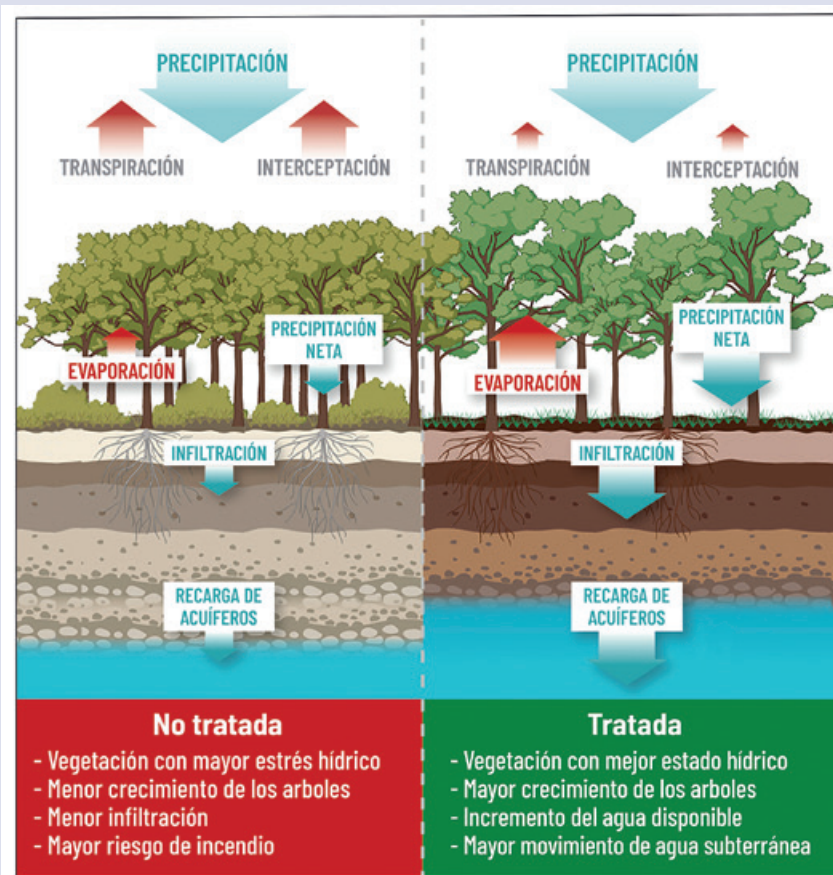 PRECIPITACIÓN
TRANSPIRACIÓN
INTERCEPTACIÓN
EVAPORACIÓN
PRECIPITACIÓN
NETA
INFILTRACIÓN
RECARGA DE
ACUÍFEROS
No tratada
- Vegetación con mayor estrés hídrico
- Menor crecimiento de los arboles
- Menor infiltración
- Mayor riesgo de incendio
PRECIPITACIÓN
TRANSPIRACIÓN
INTERCEPTACIÓN
PRECIPITACIÓN
NETA
EVAPORACIÓN
INFILTRACIÓN
RECARGA DE
ACUÍFEROS
Tratada
- Vegetación con mejor estado hídrico
- Mayor crecimiento de los arboles
- Incremento del agua disponible
- Mayor movimiento de agua subterránea